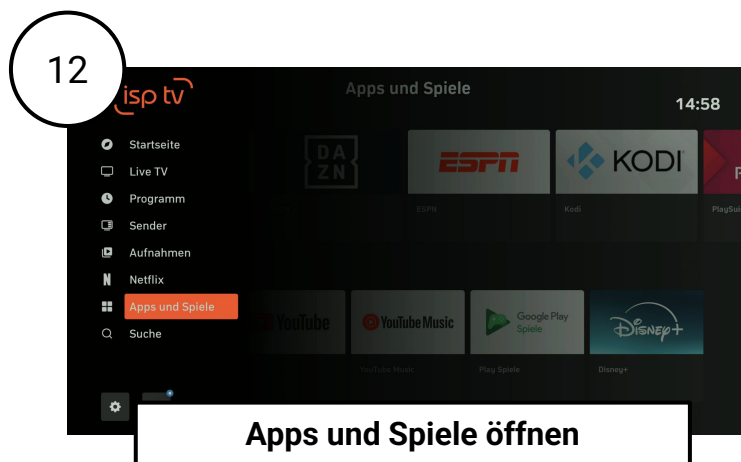 12
isp tv
Apps und Spiele
14:58
Startseite
Live TV
Programm
Sender
Aufnahmen
N Netflix
Apps und Spiele
Suche
DA
ZN
ESPN
KODI
ESPN
Kodi
YouTube
YouTube Music
Google Play
Spiele
Disney+
YouTube Music
Play Spiele
Disney+
Apps und Spiele öffnen